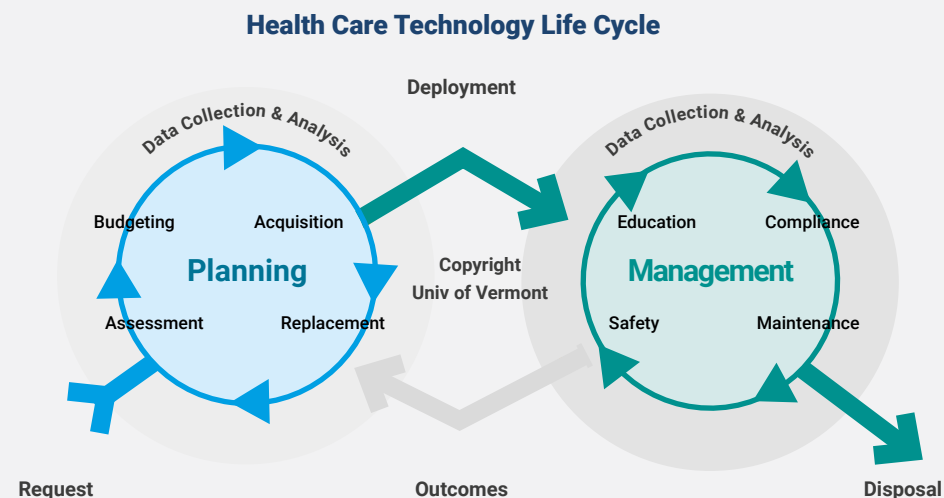 Health Care Technology Life Cycle
Deployment
Data Collection & Analysis
Data Collection & Analysis
Budgeting
Acquisition
Planning
Assessment
Replacement
Copyright
Univ of Vermont
Education
Compliance
Management
Safety
Maintenance
Request
Outcomes
Disposal